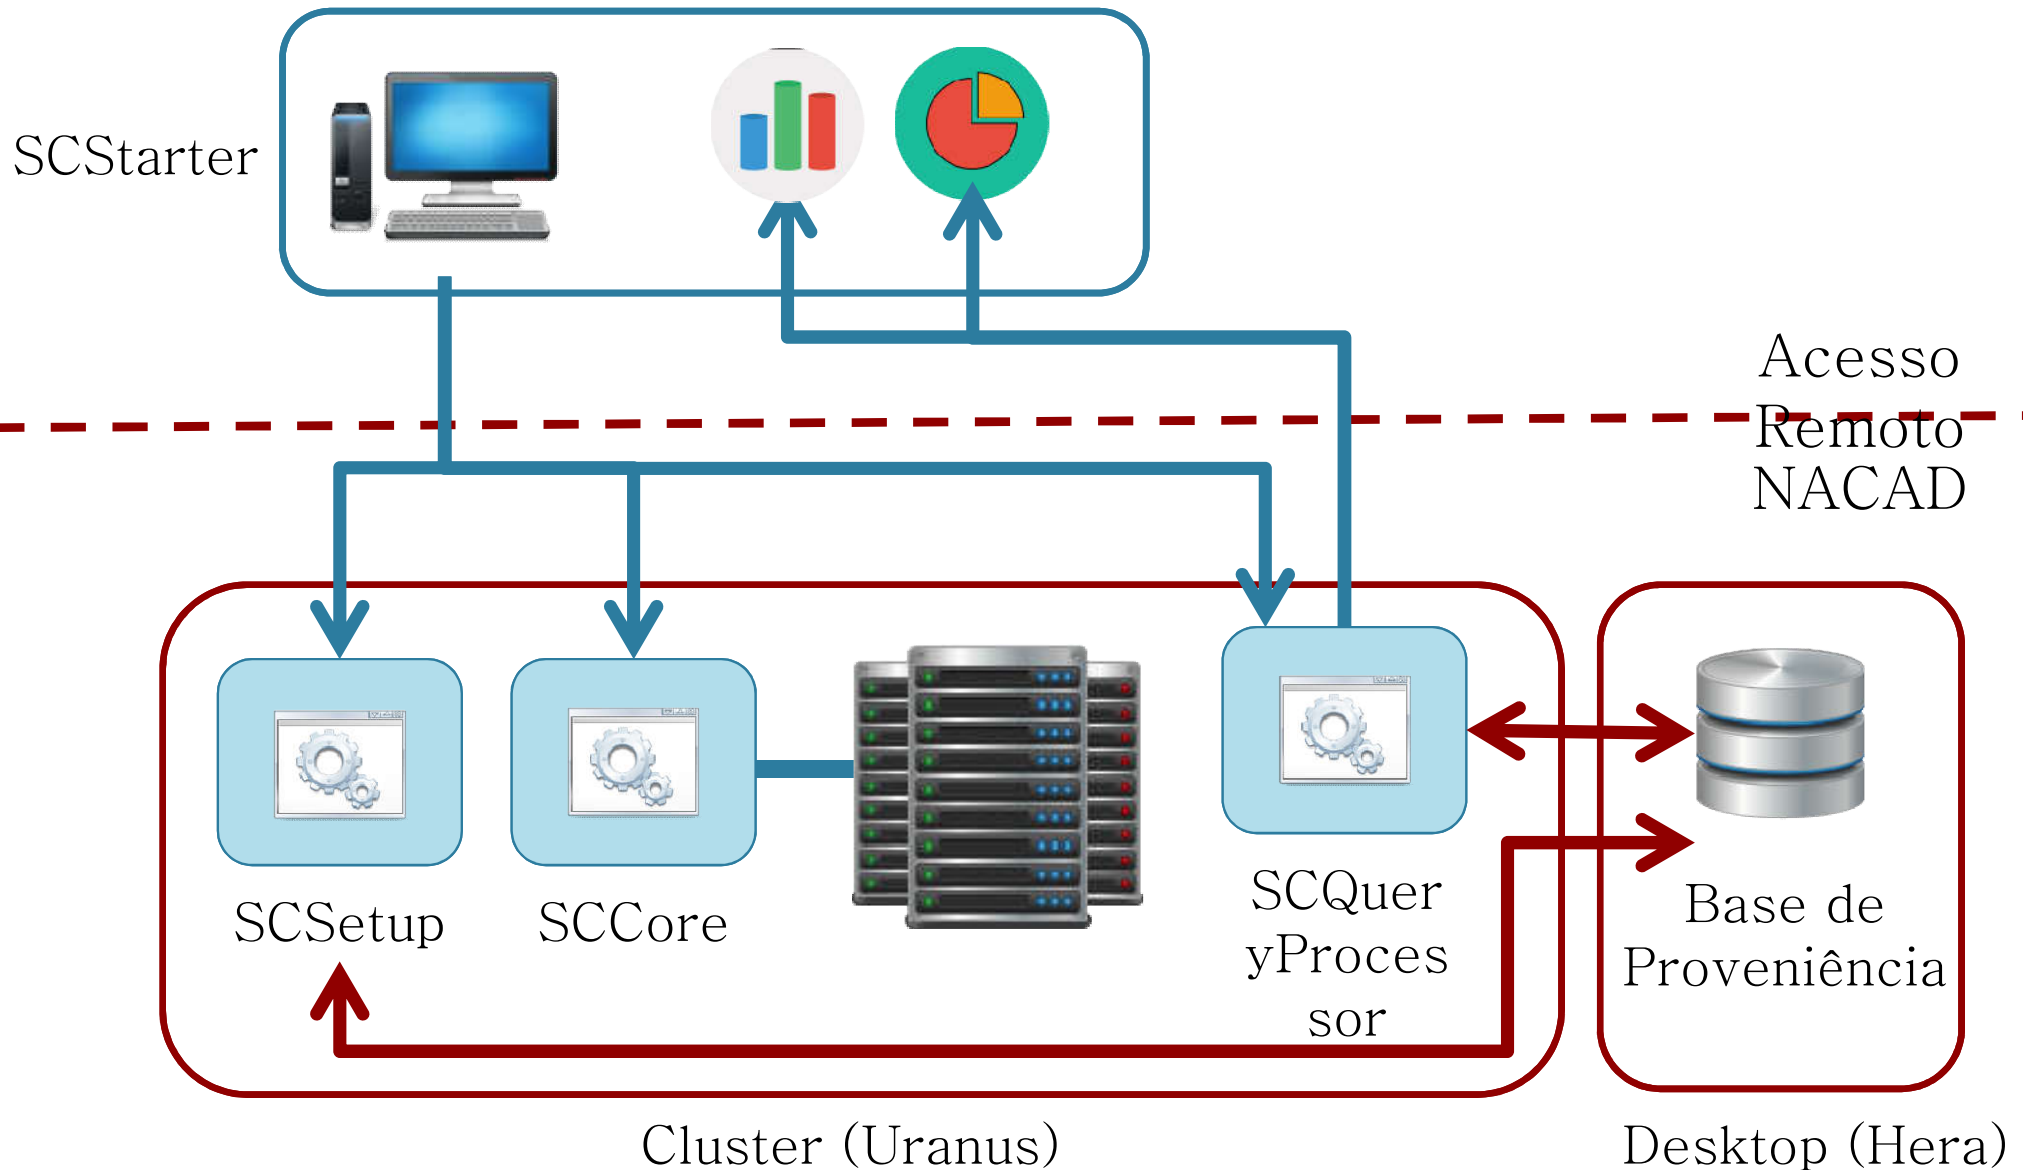 SCStarter
Acesso
Remoto
NACAD
SCSetup
SCCore
SCQuer
yProces
sor
Base de
Proveniência
Cluster (Uranus)
Desktop (Hera)